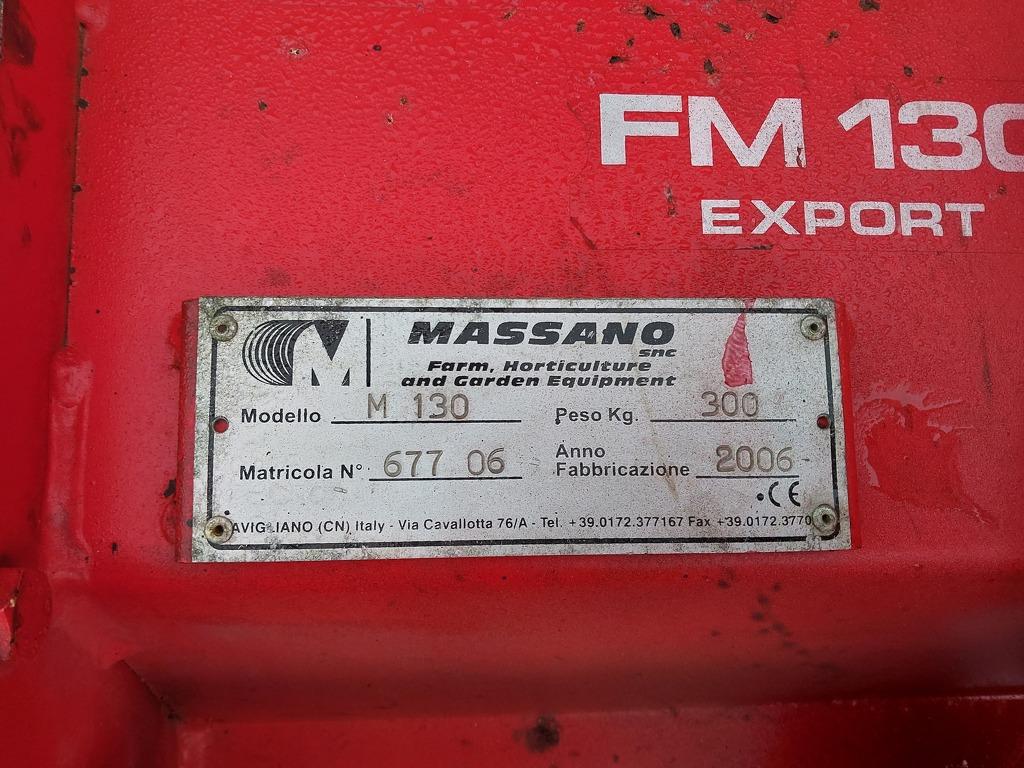 FM 130
EXPORT
M
MASSANO
snc
Farm, Horticulture
and Garden Equipment
Modello M 130 Peso Kg. 300
Matricola N° 677 06 Anno Fabbricazione 2006
CE
AVIGLIANO (CN) Italy - Via Cavallotta 76/A - Tel. +39.0172.377167 Fax +39.0172.3770